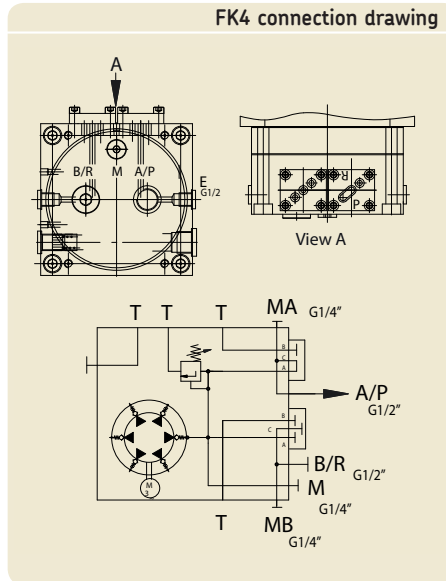 FK4 connection drawing
A
B/R M A/P
E
G1/2
R
P
View A
T T T MA G1/4"
B
C
A
A/P
G1/2"
B
C
A
B/R
G1/2"
M
G1/4"
M
3
T MB
G1/4"